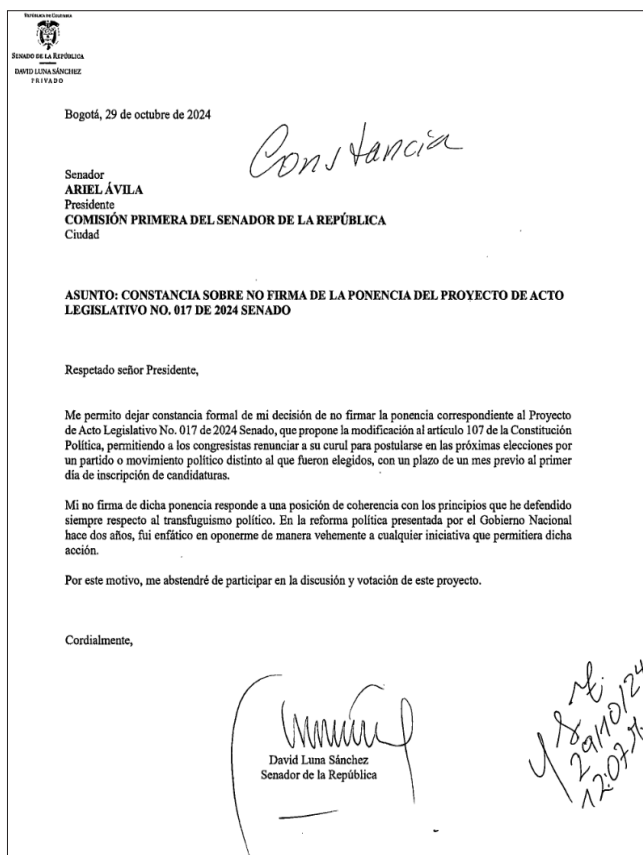 REPÚBLICA DE COLOMBIA
SENADO DE LA REPÚBLICA
DAVID LUNA SÁNCHEZ
PRIVADO
Bogotá, 29 de octubre de 2024
Constancia
Senador
ARIEL ÁVILA
Presidente
COMISIÓN PRIMERA DEL SENADOR DE LA REPÚBLICA
Ciudad
ASUNTO: CONSTANCIA SOBRE NO FIRMA DE LA PONENCIA DEL PROYECTO DE ACTO
LEGISLATIVO NO. 017 DE 2024 SENADO
Respetado señor Presidente,
Me permito dejar constancia formal de mi decisión de no firmar la ponencia correspondiente al Proyecto
de Acto Legislativo No. 017 de 2024 Senado, que propone la modificación al artículo 107 de la Constitución
Política, permitiendo a los congresistas renunciar a su curul para postularse en las próximas elecciones por
un partido o movimiento político distinto al que fueron elegidos, con un plazo de un mes previo al primer
día de inscripción de candidaturas.
Mi no firma de dicha ponencia responde a una posición de coherencia con los principios que he defendido
siempre respecto al transfuguismo político. En la reforma política presentada por el Gobierno Nacional
hace dos años, fui enfático en oponerme de manera vehemente a cualquier iniciativa que permitiera dicha
acción.
Por este motivo, me abstendré de participar en la discusión y votación de este proyecto.
Cordialmente,
David Luna Sánchez
Senador de la República
29/10/24
12:07